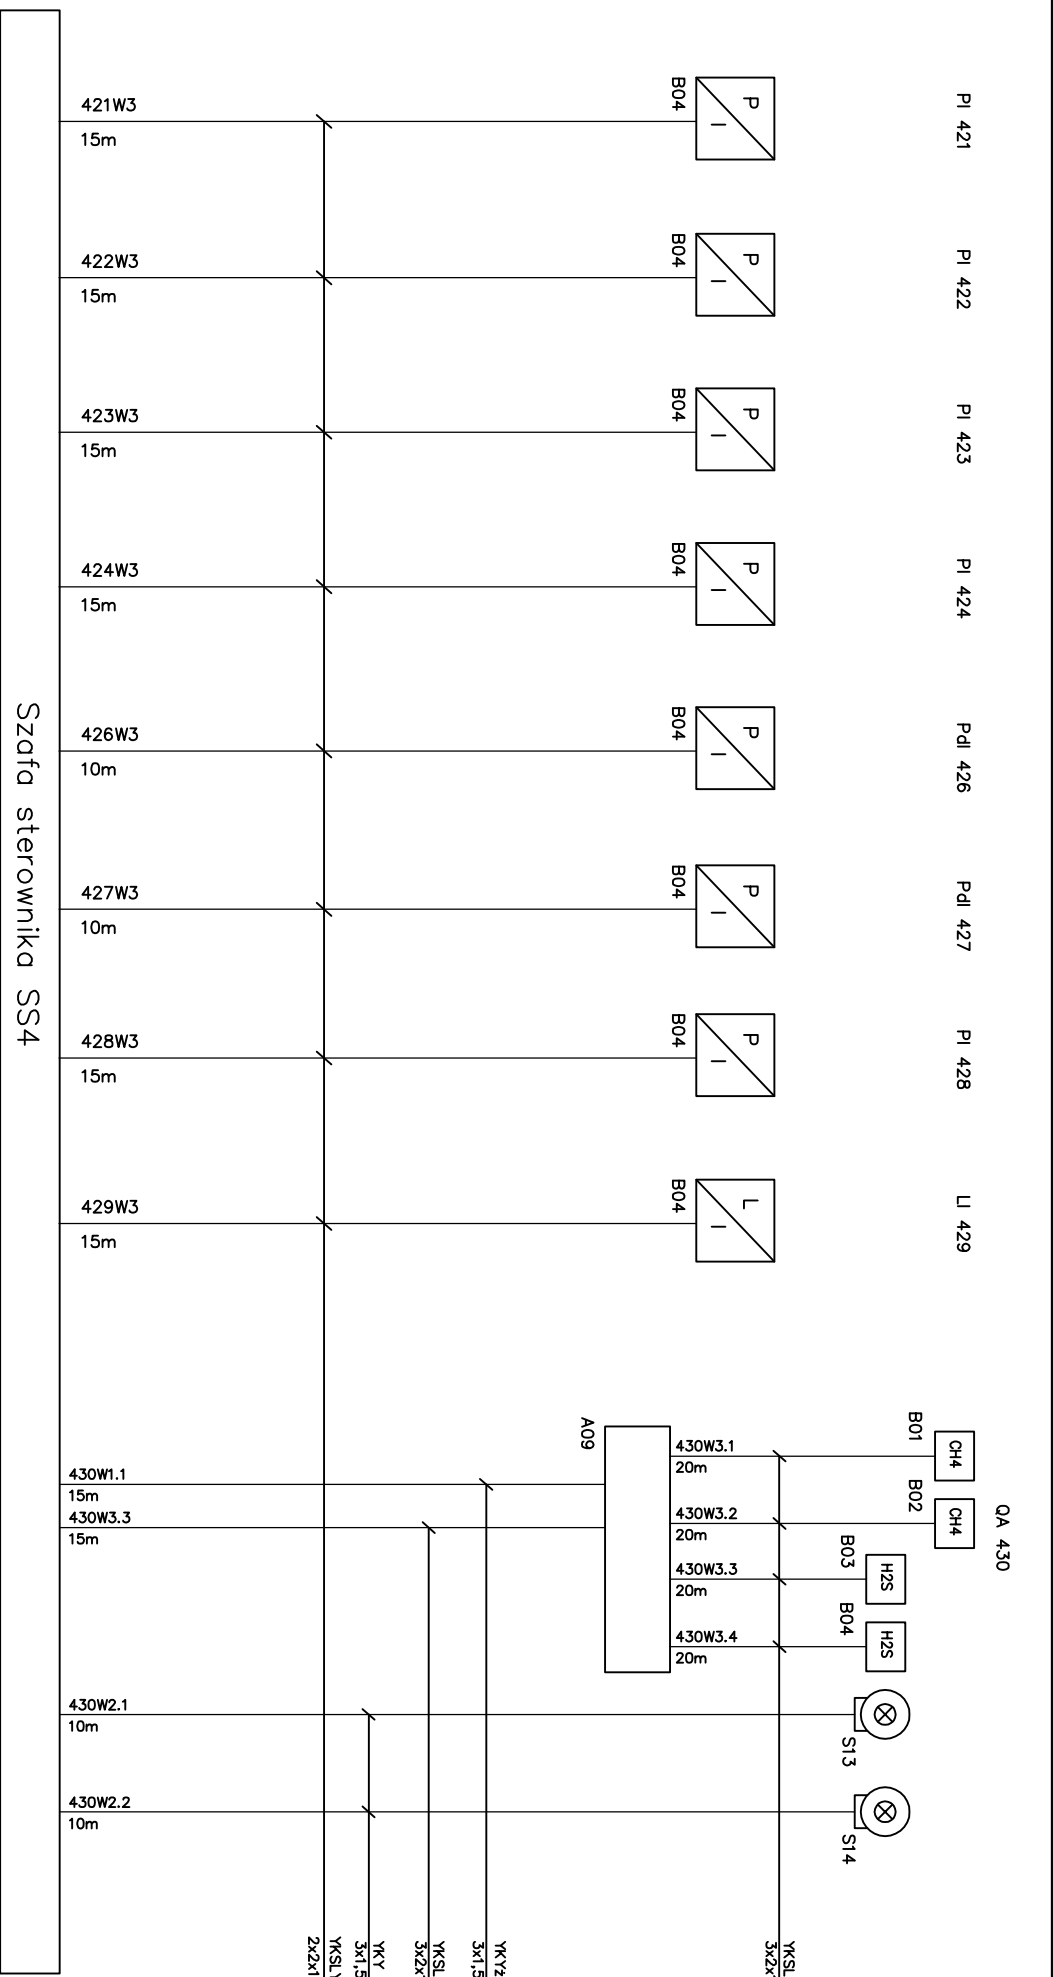 PI 421
PI 422
PI 423
PI 424
PdI 426
PdI 427
PI 428
LI 429
QA 430
P
I
B04
P
I
B04
P
I
B04
P
I
B04
P
I
B04
P
I
B04
P
I
B04
L
I
B04
B01
CH4
B02
CH4
B03
H2S
B04
H2S
S13
S14
A09
430W3.1
20m
430W3.2
20m
430W3.3
20m
430W3.4
20m
421W3
15m
422W3
15m
423W3
15m
424W3
15m
426W3
10m
427W3
10m
428W3
15m
429W3
15m
430W1.1
15m
430W3.3
15m
430W2.1
10m
430W2.2
10m
YKSL
3x2x
YKYż
3x1,5
YKSL
3x2x
YKY
3x1,5
YKSLY
2x2x1
Szafa sterownika SS4